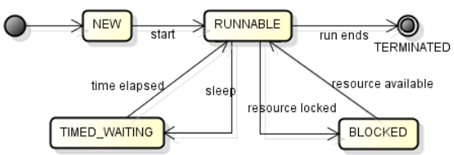 NEW
start
RUNNABLE
run ends
TERMINATED
time elapsed
sleep
resource available
resource locked
TIMED_WAITING
BLOCKED